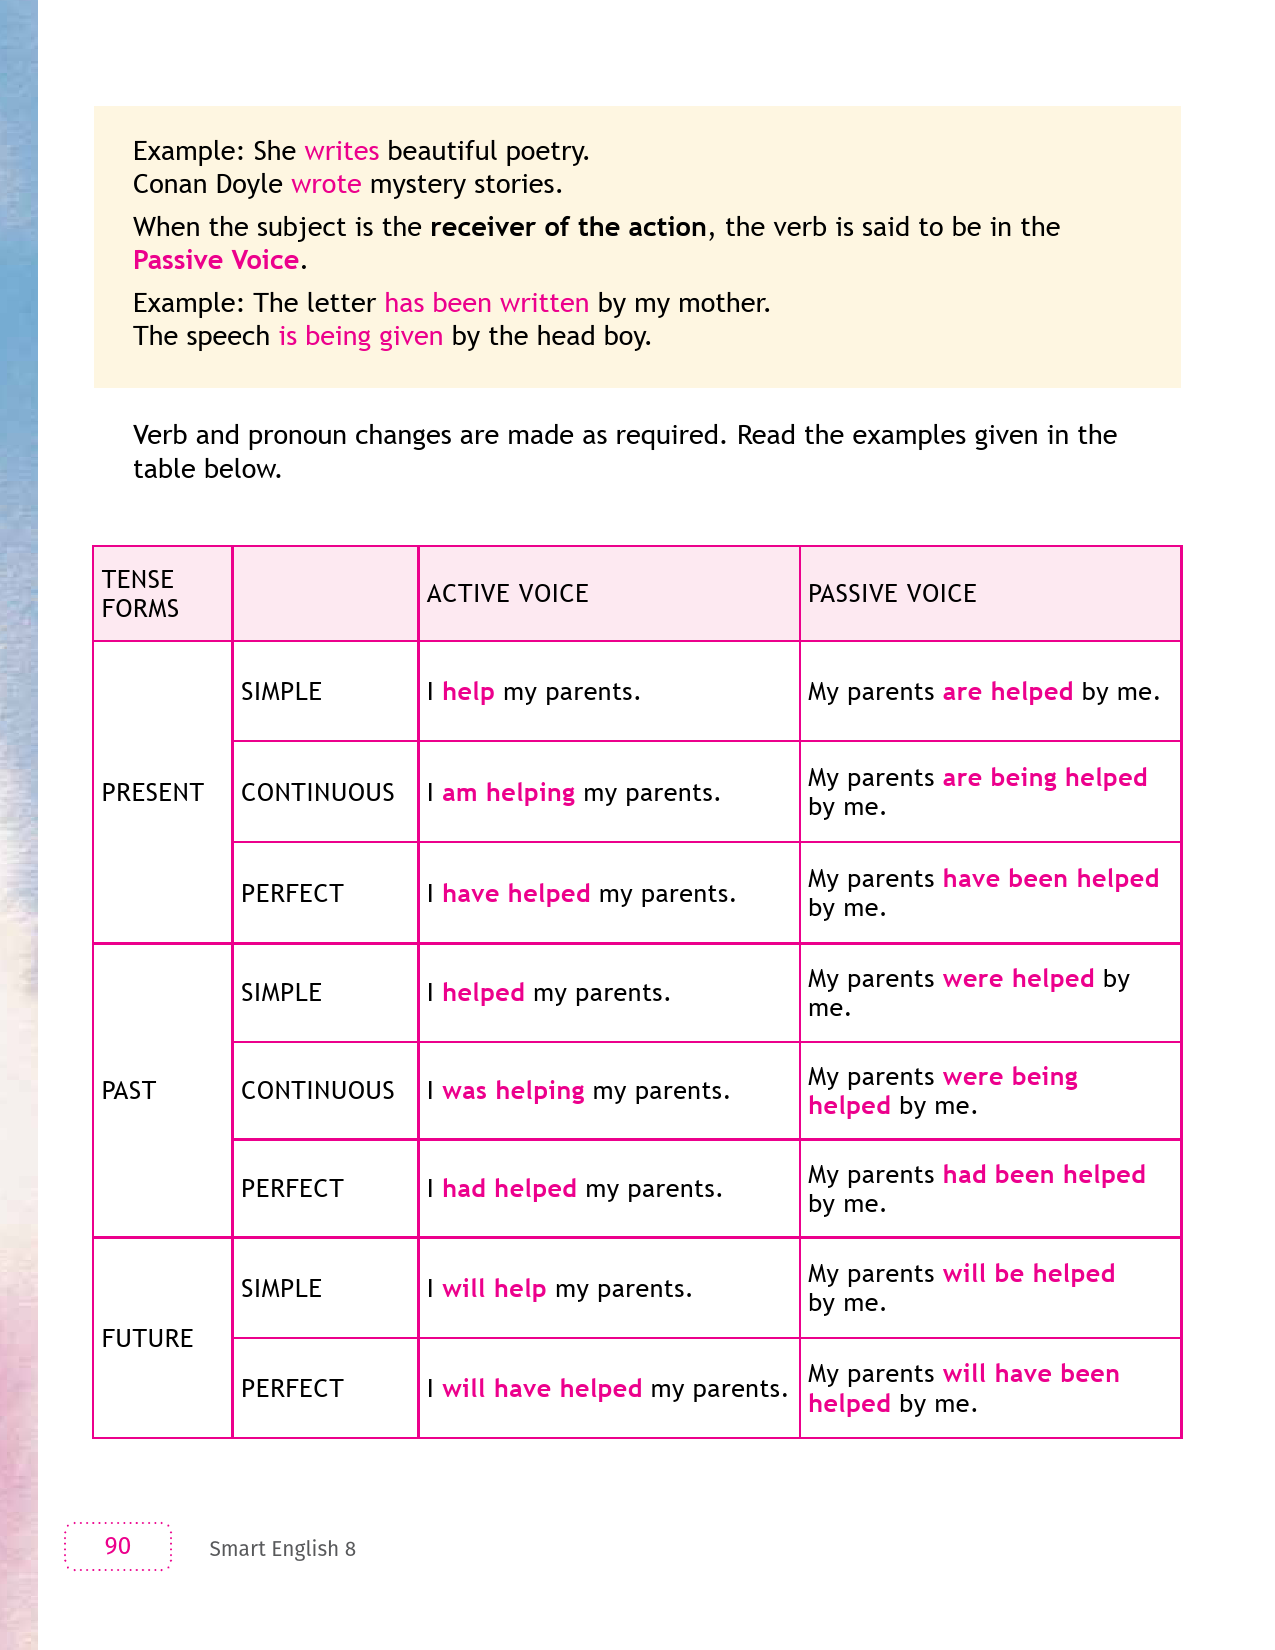 Example: She writes beautiful poetry.
Conan Doyle wrote mystery stories.
When the subject is the receiver of the action, the verb is said to be in the
Passive Voice.
Example: The letter has been written by my mother.
The speech is being given by the head boy.
Verb and pronoun changes are made as required. Read the examples given in the
table below.
TENSE
FORMS
ACTIVE VOICE
PASSIVE VOICE
PRESENT
SIMPLE
I help my parents.
My parents are helped by me.
CONTINUOUS
I am helping my parents.
My parents are being helped
by me.
PERFECT
I have helped my parents.
My parents have been helped
by me.
PAST
SIMPLE
I helped my parents.
My parents were helped by
me.
CONTINUOUS
I was helping my parents.
My parents were being
helped by me.
PERFECT
I had helped my parents.
My parents had been helped
by me.
FUTURE
SIMPLE
I will help my parents.
My parents will be helped
by me.
PERFECT
I will have helped my parents.
My parents will have been
helped by me.
90
Smart English 8